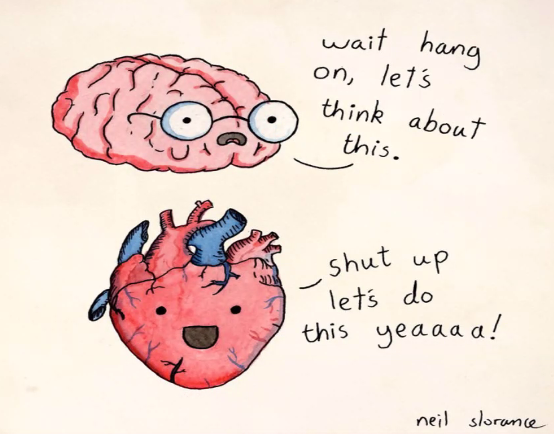 wait hang
on, let's
think about
this.
shut up
let's do
this yeaaaa!
neil slorance